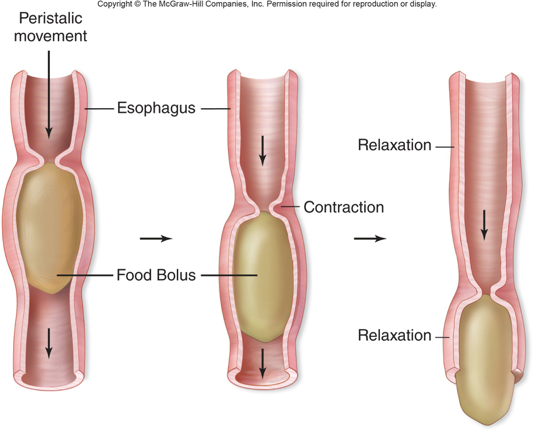 Copyright © The McGraw-Hill Companies, Inc. Permission required for reproduction or display.
Peristalic
movement
Esophagus
Relaxation
Contraction
Food Bolus
Relaxation